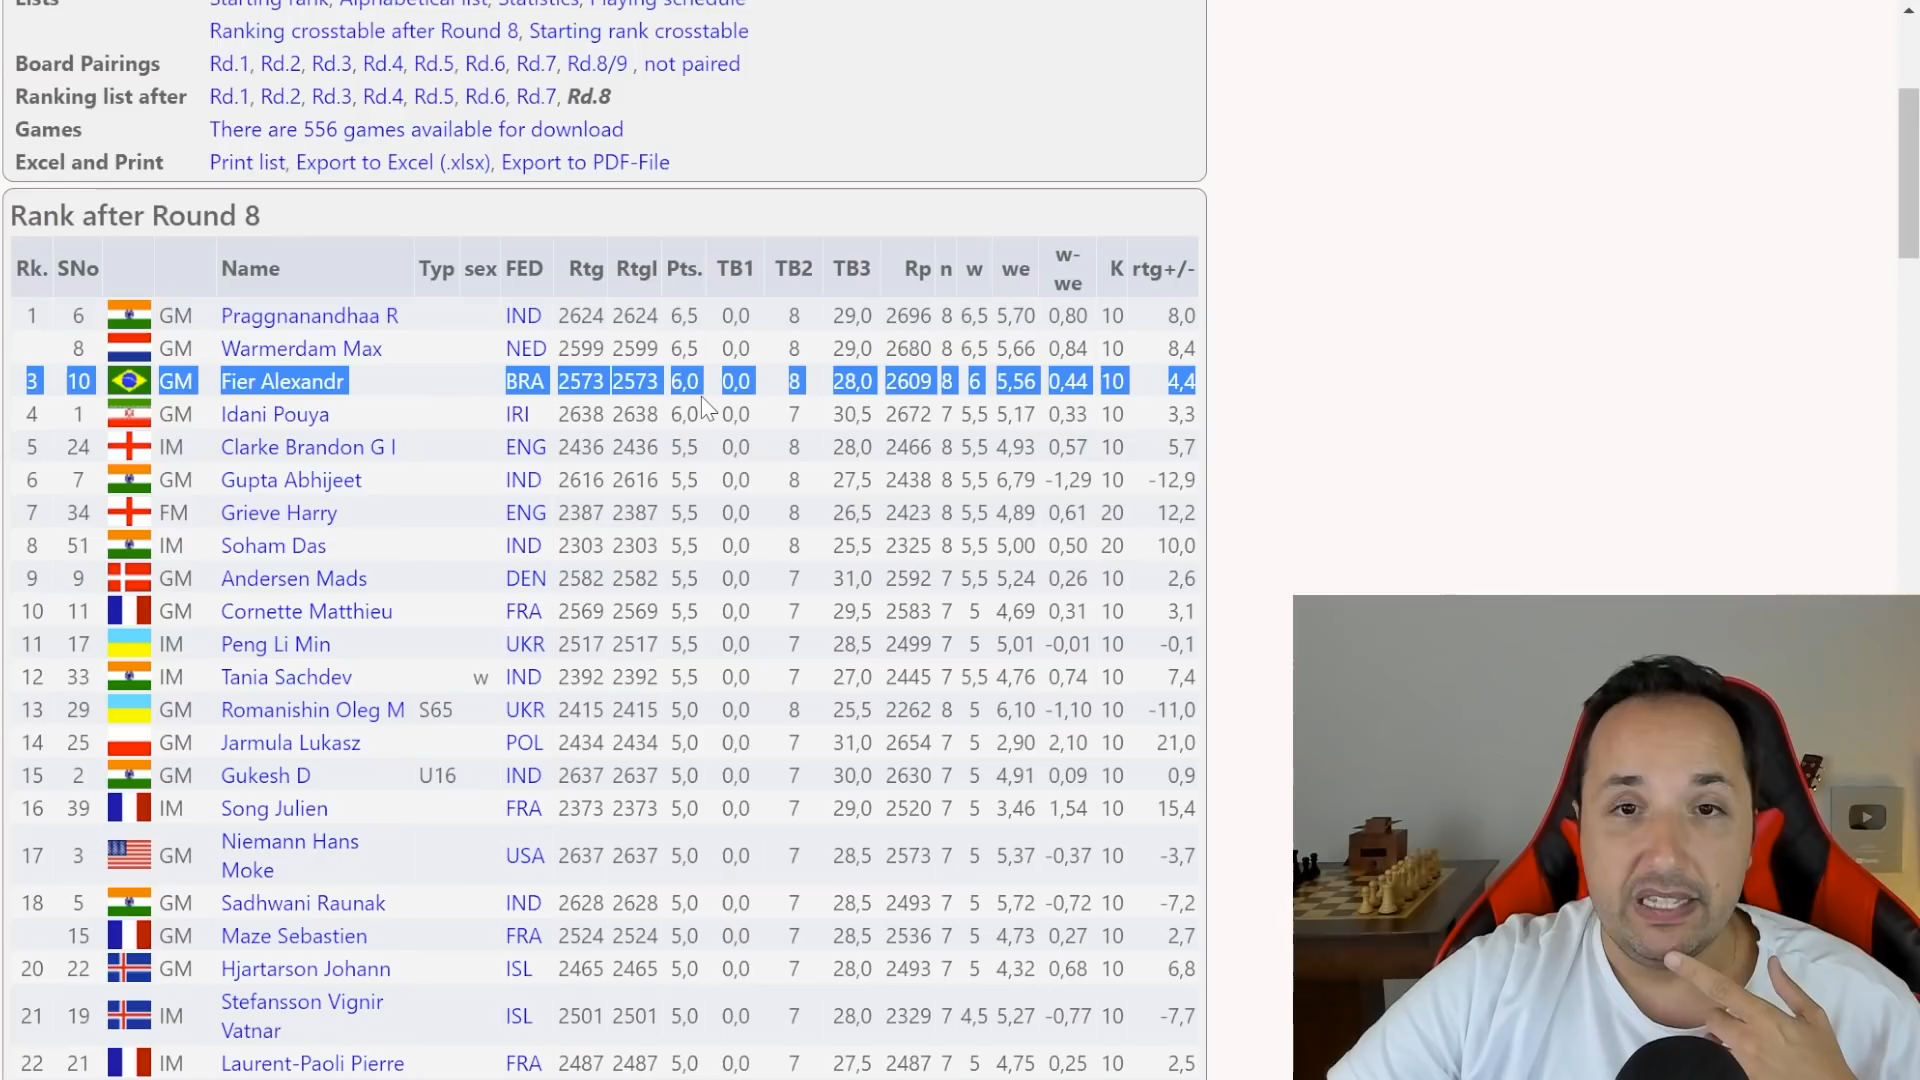 Lists Starting rank, Alphabetical list, Statistics, Playing schedule
Ranking crosstable after Round 8, Starting rank crosstable
Board Pairings Rd.1, Rd.2, Rd.3, Rd.4, Rd.5, Rd.6, Rd.7, Rd.8/9 , not paired
Ranking list after Rd.1, Rd.2, Rd.3, Rd.4, Rd.5, Rd.6, Rd.7, Rd.8
Games There are 556 games available for download
Excel and Print Print list, Export to Excel (.xlsx), Export to PDF-File
Rank after Round 8
Rk. SNo Name Typ sex FED Rtg RtgI Pts. TB1 TB2 TB3 Rp n w we w-we K rtg+/-
1 6 GM Praggnanandhaa R IND 2624 2624 6,5 0,0 8 29,0 2696 8 6,5 5,70 0,80 10 8,0
8 GM Warmerdam Max NED 2599 2599 6,5 0,0 8 29,0 2680 8 6,5 5,66 0,84 10 8,4
3 10 GM Fier Alexandr BRA 2573 2573 6,0 0,0 8 28,0 2609 8 6 5,56 0,44 10 4,4
4 1 GM Idani Pouya IRI 2638 2638 6,0 0,0 7 30,5 2672 7 5,5 5,17 0,33 10 3,3
5 24 IM Clarke Brandon G I ENG 2436 2436 5,5 0,0 8 28,0 2466 8 5,5 4,93 0,57 10 5,7
6 7 GM Gupta Abhijeet IND 2616 2616 5,5 0,0 8 27,5 2438 8 5,5 6,79 -1,29 10 -12,9
7 34 FM Grieve Harry ENG 2387 2387 5,5 0,0 8 26,5 2423 8 5,5 4,89 0,61 20 12,2
8 51 IM Soham Das IND 2303 2303 5,5 0,0 8 25,5 2325 8 5,5 5,00 0,50 20 10,0
9 9 GM Andersen Mads DEN 2582 2582 5,5 0,0 7 31,0 2592 7 5,5 5,24 0,26 10 2,6
10 11 GM Cornette Matthieu FRA 2569 2569 5,5 0,0 7 29,5 2583 7 5 4,69 0,31 10 3,1
11 17 IM Peng Li Min UKR 2517 2517 5,5 0,0 7 28,5 2499 7 5 5,01 -0,01 10 -0,1
12 33 IM Tania Sachdev w IND 2392 2392 5,5 0,0 7 27,0 2445 7 5,5 4,76 0,74 10 7,4
13 29 GM Romanishin Oleg M S65 UKR 2415 2415 5,0 0,0 8 25,5 2262 8 5 6,10 -1,10 10 -11,0
14 25 GM Jarmula Lukasz POL 2434 2434 5,0 0,0 7 31,0 2654 7 5 2,90 2,10 10 21,0
15 2 GM Gukesh D U16 IND 2637 2637 5,0 0,0 7 30,0 2630 7 5 4,91 0,09 10 0,9
16 39 IM Song Julien FRA 2373 2373 5,0 0,0 7 29,0 2520 7 5 3,46 1,54 10 15,4
17 3 GM Niemann Hans Moke USA 2637 2637 5,0 0,0 7 28,5 2573 7 5 5,37 -0,37 10 -3,7
18 5 GM Sadhwani Raunak IND 2628 2628 5,0 0,0 7 28,5 2493 7 5 5,72 -0,72 10 -7,2
15 GM Maze Sebastien FRA 2524 2524 5,0 0,0 7 28,5 2536 7 5 4,73 0,27 10 2,7
20 22 GM Hjartarson Johann ISL 2465 2465 5,0 0,0 7 28,0 2493 7 5 4,32 0,68 10 6,8
21 19 IM Stefansson Vignir Vatnar ISL 2501 2501 5,0 0,0 7 28,0 2329 7 4,5 5,27 -0,77 10 -7,7
22 21 IM Laurent-Paoli Pierre FRA 2487 2487 5,0 0,0 7 27,5 2487 7 5 4,75 0,25 10 2,5